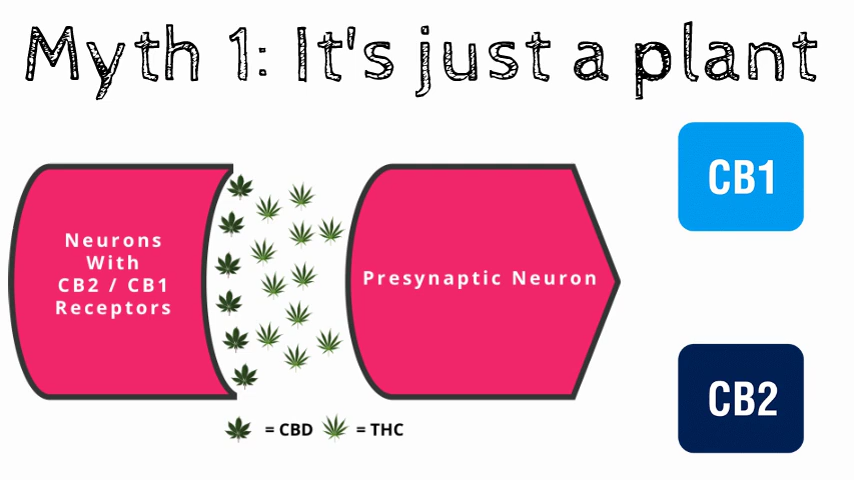 Myth 1: It's just a plant
Neurons
With
CB2 / CB1
Receptors
Presynaptic Neuron
CB1
CB2
= CBD
= THC